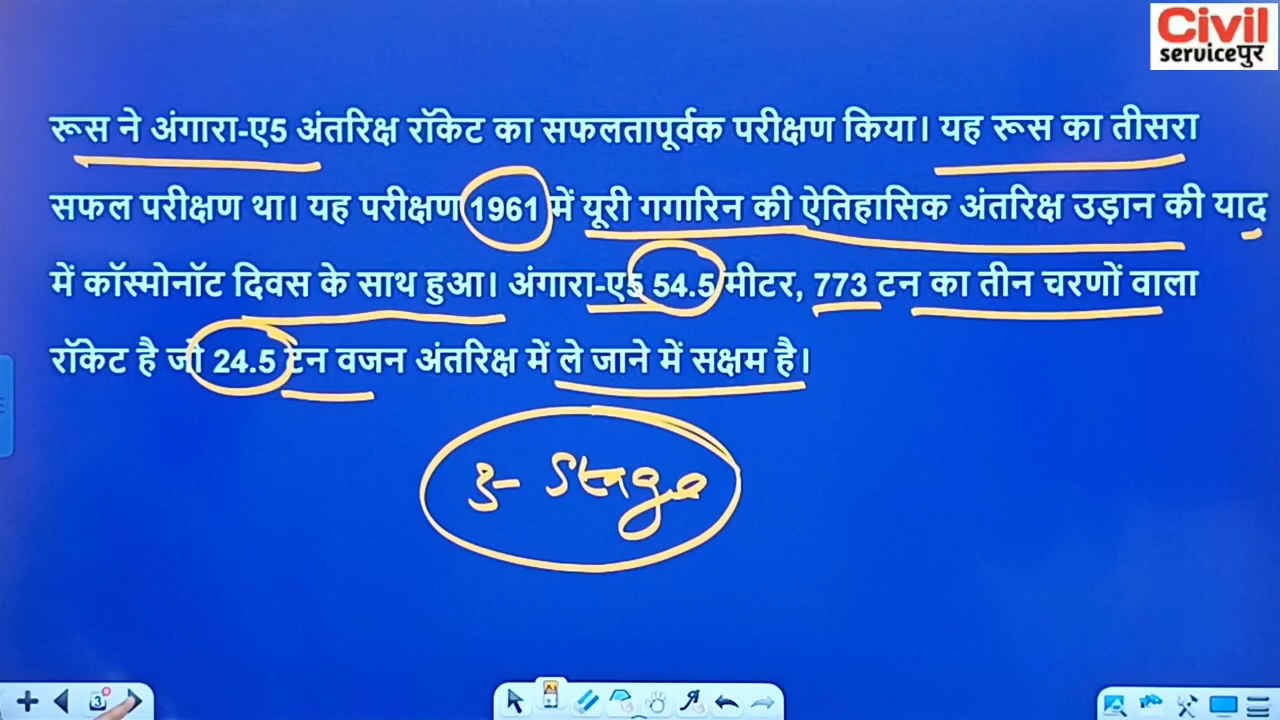 Civil
serviceपुर
रूस ने अंगारा-ए5 अंतरिक्ष रॉकेट का सफलतापूर्वक परीक्षण किया। यह रूस का तीसरा
सफल परीक्षण था। यह परीक्षण 1961 में यूरी गगारिन की ऐतिहासिक अंतरिक्ष उड़ान की याद
में कॉस्मोनॉट दिवस के साथ हुआ। अंगारा-ए5 54.5 मीटर, 773 टन का तीन चरणों वाला
रॉकेट है जो 24.5 टन वजन अंतरिक्ष में ले जाने में सक्षम है।
3- Stage
3